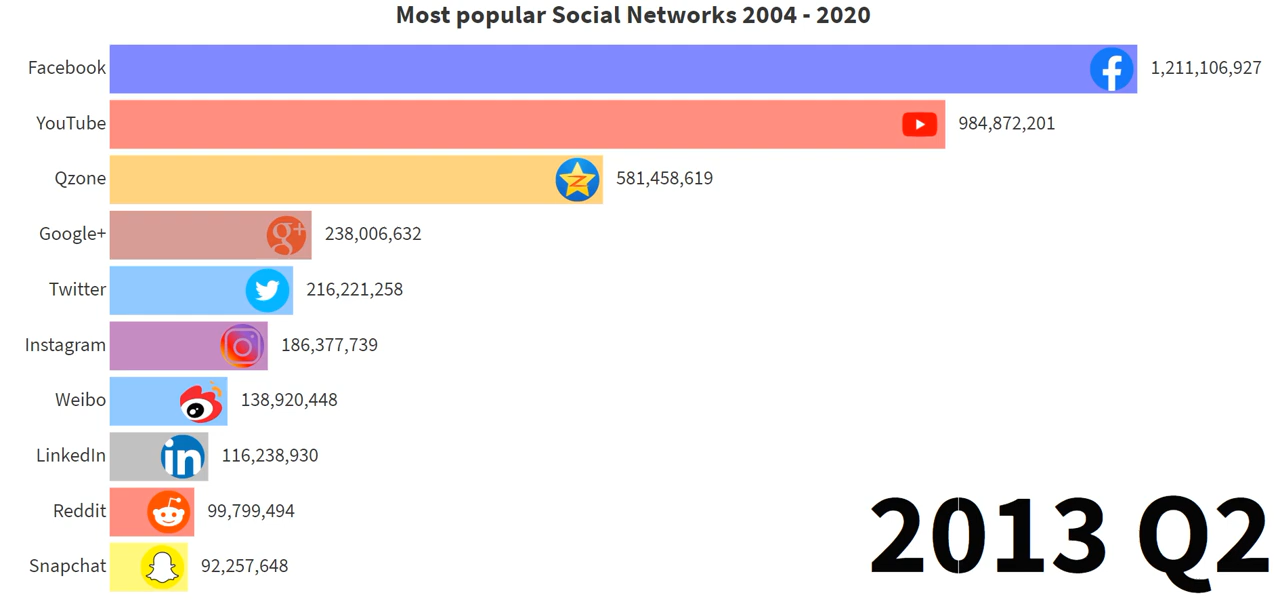 Most popular Social Networks 2004 - 2020
Facebook 1,211,106,927
YouTube 984,872,201
Qzone 581,458,619
Google+ g+ 238,006,632
Twitter 216,221,258
Instagram 186,377,739
Weibo 138,920,448
LinkedIn in 116,238,930
Reddit 99,799,494
Snapchat 92,257,648
2013 Q2